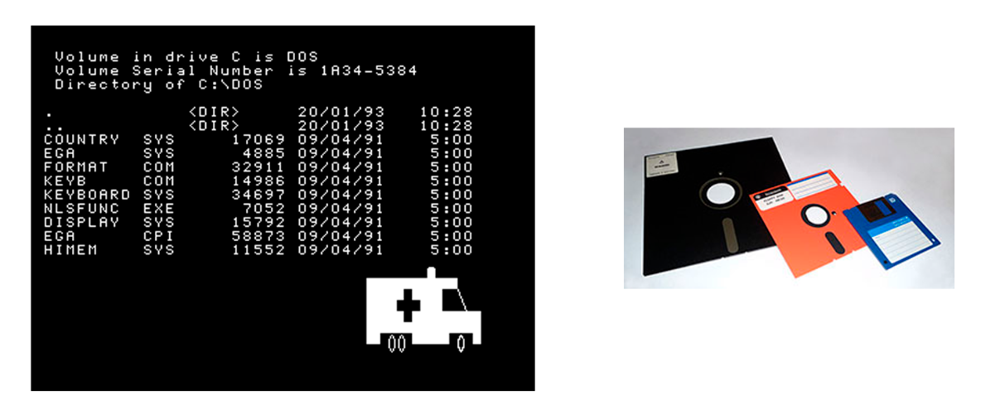 Volume in drive C is DOS
Volume Serial Number is 1A34-5384
Directory of C:\DOS
. <DIR> 20/01/93 10:28
.. <DIR> 20/01/93 10:28
COUNTRY SYS 17069 09/04/91 5:00
EGA SYS 4885 09/04/91 5:00
FORMAT COM 32911 09/04/91 5:00
KEYB COM 14986 09/04/91 5:00
KEYBOARD SYS 34697 09/04/91 5:00
NLSFUNC EXE 7052 09/04/91 5:00
DISPLAY SYS 15792 09/04/91 5:00
EGA CPI 58873 09/04/91 5:00
HIMEM SYS 11552 09/04/91 5:00